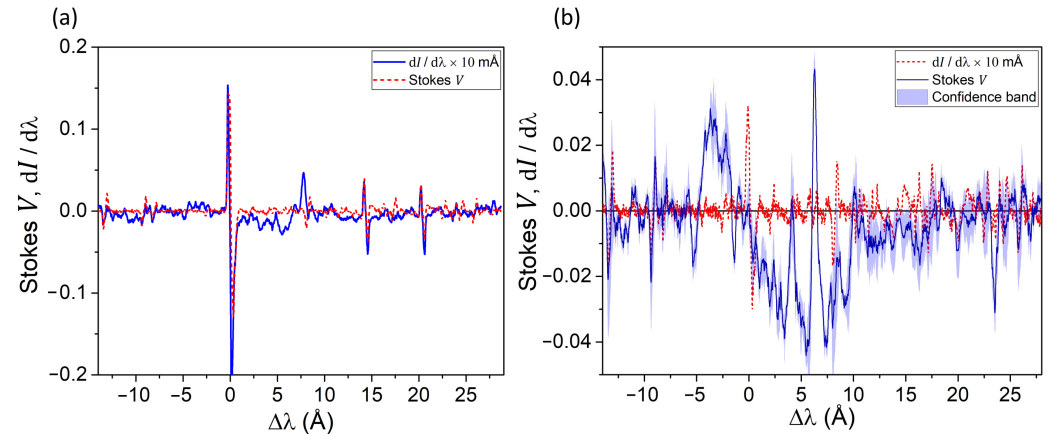 (a)
0.2
0.1
0.0
−0.1
−0.2
Stokes V, dI / dλ
dI / dλ × 10 mÅ
Stokes V
−10 −5 0 5 10 15 20 25
Δλ (Å)
(b)
0.04
0.02
0.00
−0.02
−0.04
Stokes V, dI / dλ
dI / dλ × 10 mÅ
Stokes V
Confidence band
−10 −5 0 5 10 15 20 25
Δλ (Å)